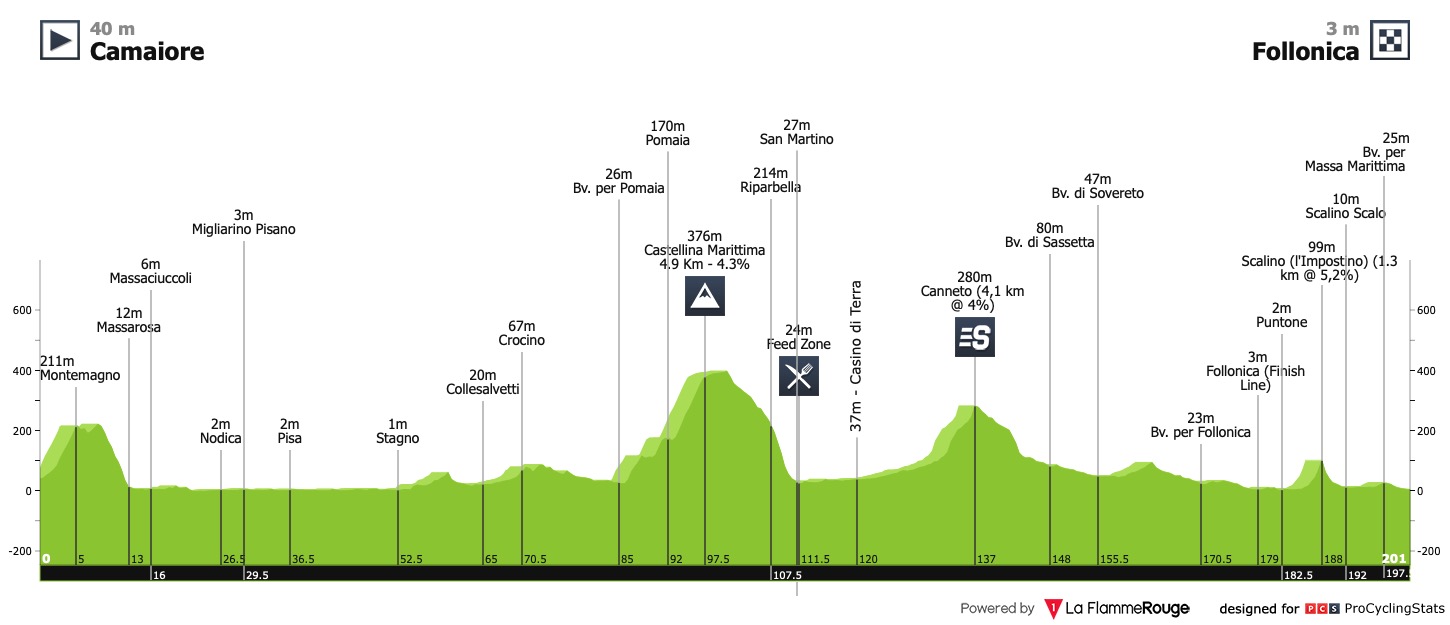 40 m
Camaiore
3 m
Follonica
211m
Montemagno
12m
Massarosa
6m
Massaciuccoli
2m
Nodica
3m
Migliarino Pisano
2m
Pisa
1m
Stagno
20m
Collesalvetti
67m
Crocino
26m
Bv. per Pomaia
170m
Pomaia
376m
Castellina Marittima
4.9 Km - 4.3%
214m
Riparbella
27m
San Martino
24m
Feed Zone
37m - Casino di Terra
280m
Canneto (4,1 km
@ 4%)
S
80m
Bv. di Sassetta
47m
Bv. di Sovereto
23m
Bv. per Follonica
3m
Follonica (Finish
Line)
2m
Puntone
99m
Scalino (l'Impostino) (1.3
km @ 5,2%)
10m
Scalino Scalo
25m
Bv. per
Massa Marittima
600
400
200
0
-200
600
400
200
0
-200
0 5 13 26.5 36.5 52.5 65 70.5 85 92 97.5 111.5 120 137 148 155.5 170.5 179 188 201
16 29.5 107.5 182.5 192 197.5
Powered by 1 La FlammeRouge designed for PCS ProCyclingStats